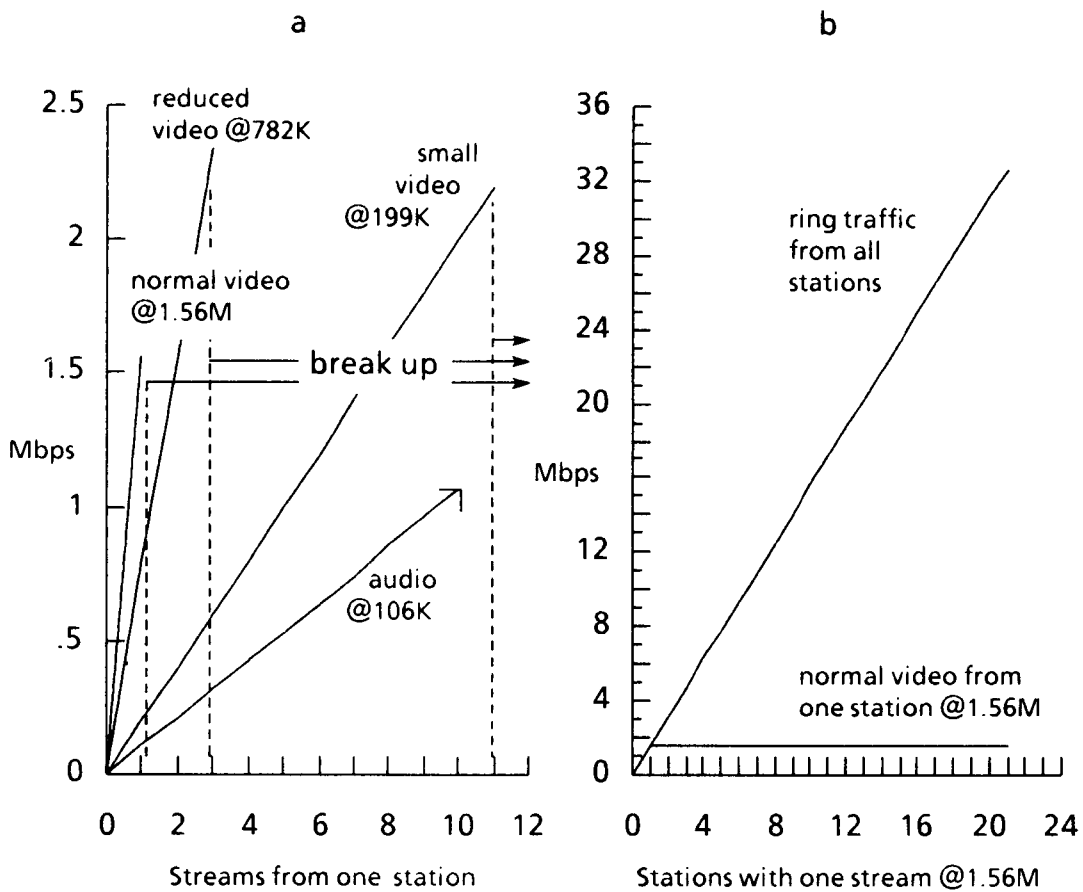 a
2.5
2
1.5
Mbps
1
.5
0
reduced
video @782K
small
video
@199K
normal video
@1.56M
break up
audio
@106K
0 2 4 6 8 10 12
Streams from one station
b
36
32
28
24
20
Mbps
12
8
4
0
ring traffic
from all
stations
normal video from
one station @1.56M
0 4 8 12 16 20 24
Stations with one stream @1.56M